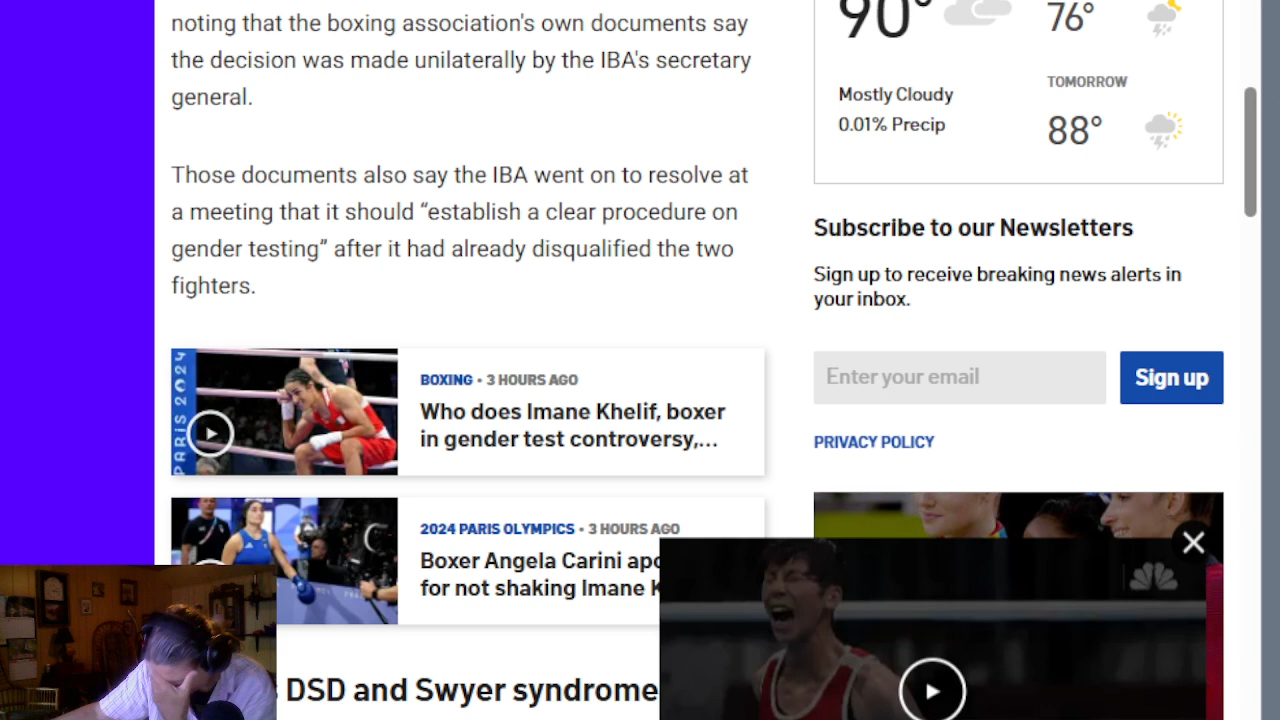 noting that the boxing association's own documents say
the decision was made unilaterally by the IBA's secretary
general.
Those documents also say the IBA went on to resolve at
a meeting that it should “establish a clear procedure on
gender testing” after it had already disqualified the two
fighters.
PARIS 2024
BOXING • 3 HOURS AGO
Who does Imane Khelif, boxer
in gender test controversy,...
2024 PARIS OLYMPICS • 3 HOURS AGO
Boxer Angela Carini apo
for not shaking Imane K
DSD and Swyer syndrome
90°
76°
Mostly Cloudy
0.01% Precip
TOMORROW
88°
Subscribe to our Newsletters
Sign up to receive breaking news alerts in
your inbox.
Enter your email
Sign up
PRIVACY POLICY